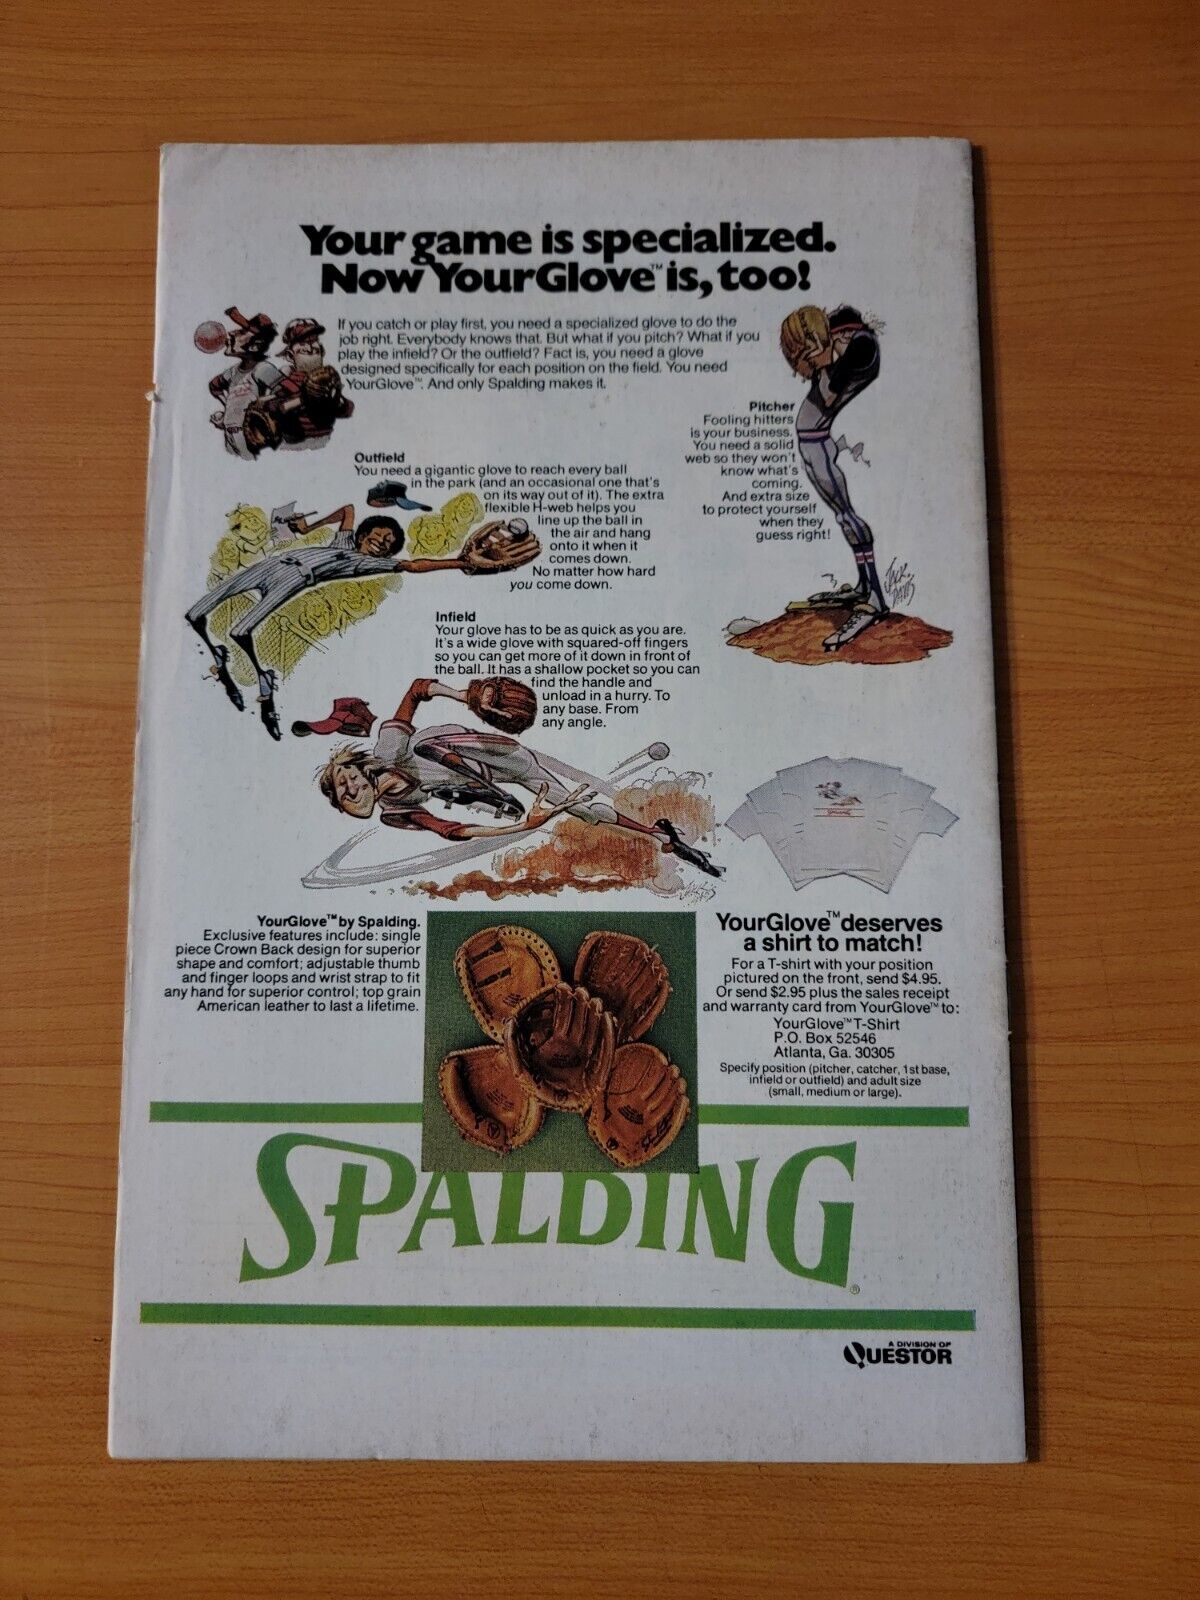 Your game is specialized.
Now YourGlove™ is, too!
If you catch or play first, you need a specialized glove to do the
job right. Everybody knows that. But what if you pitch? What if you
play the infield? Or the outfield? Fact is, you need a glove
designed specifically for each position on the field. You need
YourGlove™. And only Spalding makes it.
Pitcher
Fooling hitters
is your business.
You need a solid
web so they won't
know what's
coming.
And extra size
to protect yourself
when they
guess right!
Jack Davis
Outfield
You need a gigantic glove to reach every ball
in the park (and an occasional one that's
on its way out of it). The extra
flexible H-web helps you
line up the ball in
the air and hang
onto it when it
comes down.
No matter how hard
you come down.
Infield
Your glove has to be as quick as you are.
It's a wide glove with squared-off fingers
so you can get more of it down in front of
the ball. It has a shallow pocket so you can
find the handle and
unload in a hurry. To
any base. From
any angle.
YourGlove™ by Spalding.
Exclusive features include: single
piece Crown Back design for superior
shape and comfort; adjustable thumb
and finger loops and wrist strap to fit
any hand for superior control; top grain
American leather to last a lifetime.
YourGlove™ deserves
a shirt to match!
For a T-shirt with your position
pictured on the front, send $4.95.
Or send $2.95 plus the sales receipt
and warranty card from YourGlove™ to:
YourGlove™ T-Shirt
P.O. Box 52546
Atlanta, Ga. 30305
Specify position (pitcher, catcher, 1st base,
infield or outfield) and adult size
(small, medium or large).
SPALDING®
A DIVISION OF
QUESTOR